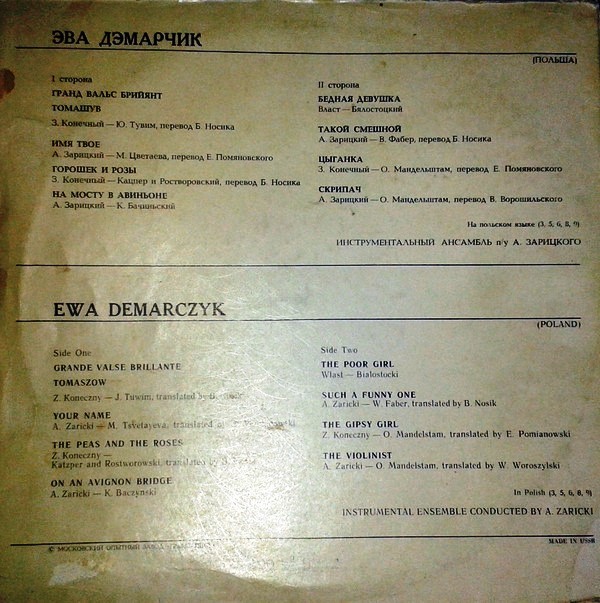 ЭВА ДЭМАРЧИК
(ПОЛЬША)
I сторона
ГРАНД ВАЛЬС БРИЙЯНТ
ТОМАШУВ
З. Конечный — Ю. Тувим, перевод Б. Носика
ИМЯ ТВОЕ
А. Зарицкий — М. Цветаева, перевод Е. Помяновского
ГОРОШЕК И РОЗЫ
З. Конечный — Кацпер и Ростворовский, перевод Б. Носика
НА МОСТУ В АВИНЬОНЕ
А. Зарицкий — К. Бачиньский
II сторона
БЕДНАЯ ДЕВУШКА
Власт — Бялостоцкий
ТАКОЙ СМЕШНОЙ
А. Зарицкий — В. Фабер, перевод Б. Носика
ЦЫГАНКА
З. Конечный — О. Мандельштам, перевод Е. Помяновского
СКРИПАЧ
А. Зарицкий — О. Мандельштам, перевод В. Ворошильского
На польском языке (3, 5, 6, 8, 9)
ИНСТРУМЕНТАЛЬНЫЙ АНСАМБЛЬ п/у А. ЗАРИЦКОГО
EWA DEMARCZYK
(POLAND)
Side One
GRANDE VALSE BRILLANTE
TOMASZOW
Z. Koneczny — J. Tuwim, translated
YOUR NAME
A. Zaricki — M. Tsvetayeva, translated
THE PEAS AND THE ROSES
Z. Koneczny —
Katzper and Rostworowski, translated
ON AN AVIGNON BRIDGE
A. Zaricki — K. Baczynski
Side Two
THE POOR GIRL
Wlast — Bialostocki
SUCH A FUNNY ONE
A. Zaricki — W. Faber, translated by B. Nosik
THE GIPSY GIRL
Z. Koneczny — O. Mandelstam, translated by E. Pomianowski
THE VIOLINIST
A. Zaricki — O. Mandelstam, translated by W. Woroszylski
In Polish (3, 5, 6, 8, 9)
INSTRUMENTAL ENSEMBLE CONDUCTED BY A. ZARICKI
© МОСКОВСКИЙ ОПЫТНЫЙ ЗАВОД
MADE IN USSR